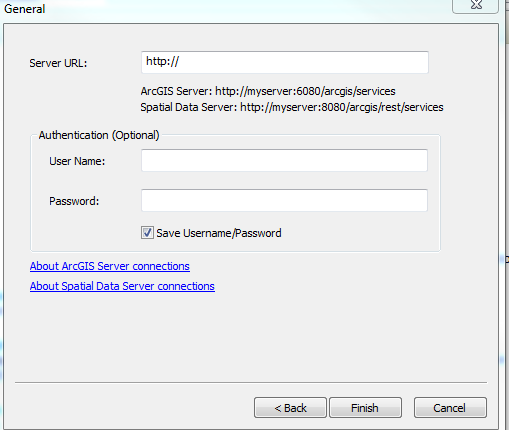 General
Server URL:
http://
ArcGIS Server: http://myserver:6080/arcgis/services
Spatial Data Server: http://myserver:8080/arcgis/rest/services
Authentication (Optional)
User Name:
Password:
Save Username/Password
About ArcGIS Server connections
About Spatial Data Server connections
< Back
Finish
Cancel